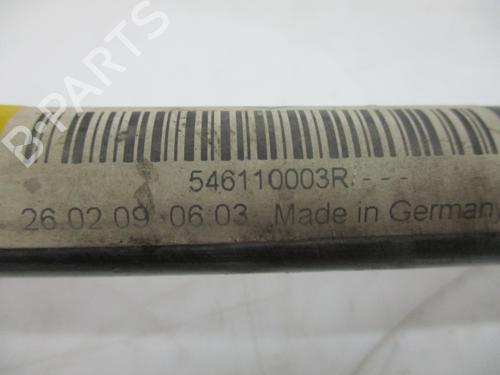 B-PARTS
546110003R/- - -
26.02.09 06:03 Made in Germany